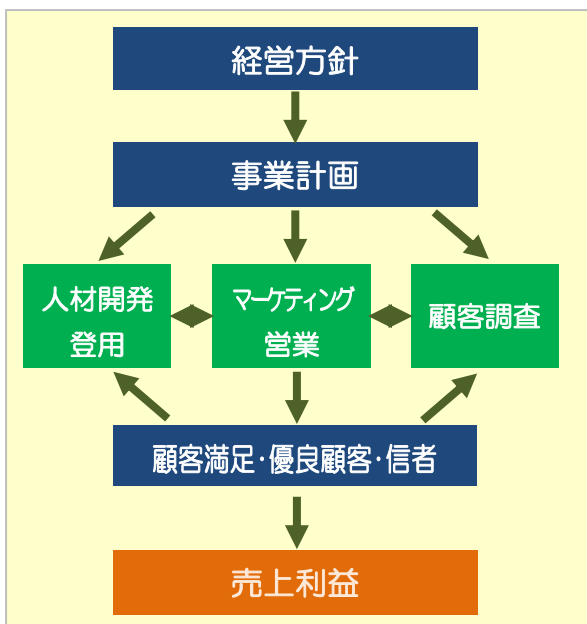 経営方針
事業計画
人材開発
登用
マーケティング
営業
顧客調査
顧客満足・優良顧客・信者
売上利益